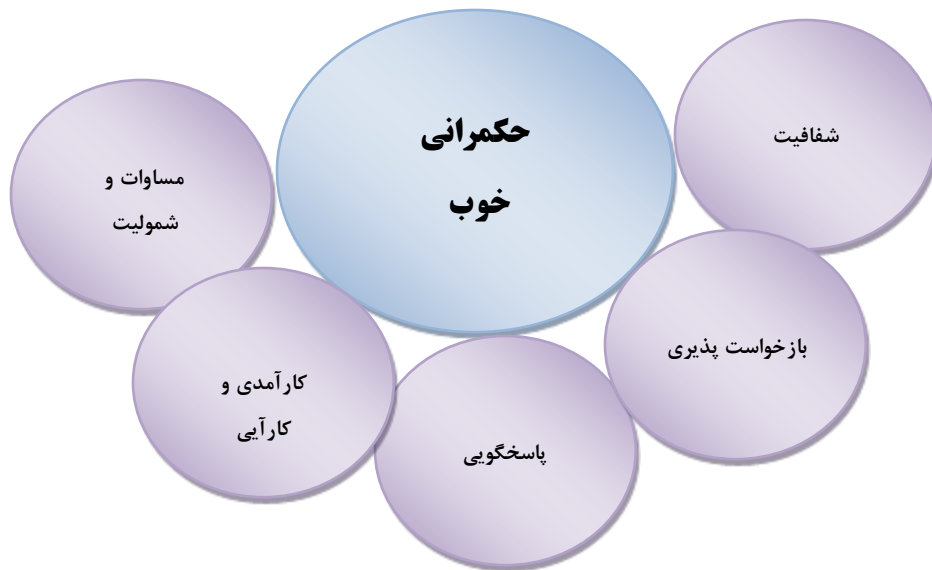 حکمرانی
خوب
شفافیت
بازخواست پذیری
پاسخگویی
کارآمدی و
کارآیی
مساوات و
شمولیت